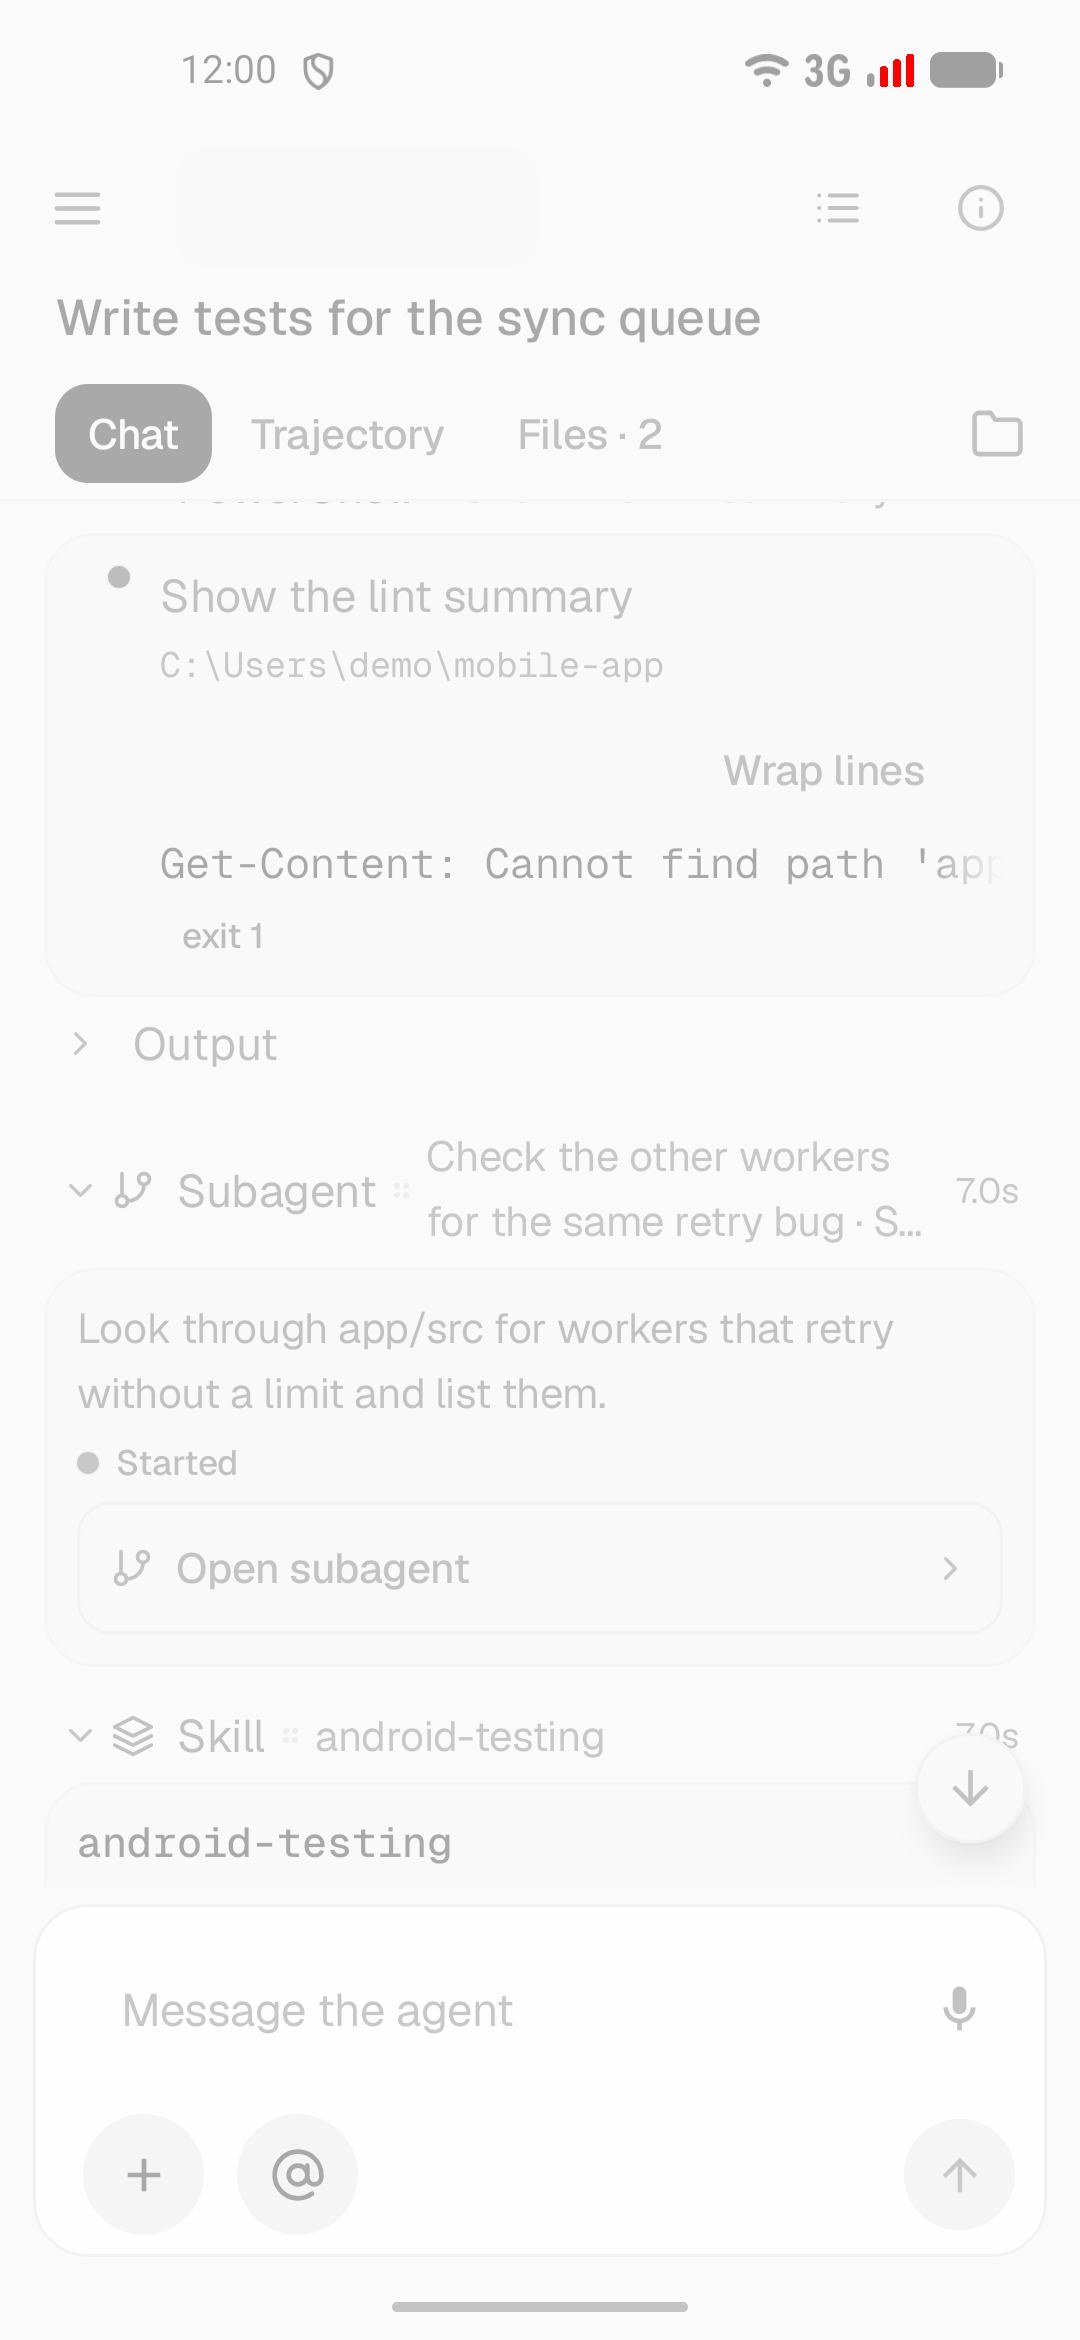 12:00
3G
Write tests for the sync queue
Chat
Trajectory
Files · 2
Show the lint summary
C:\Users\demo\mobile-app
Wrap lines
Get-Content: Cannot find path 'app
exit 1
Output
Subagent
Check the other workers
for the same retry bug · S...
7.0s
Look through app/src for workers that retry
without a limit and list them.
Started
Open subagent
Skill
android-testing
7.0s
android-testing
Message the agent